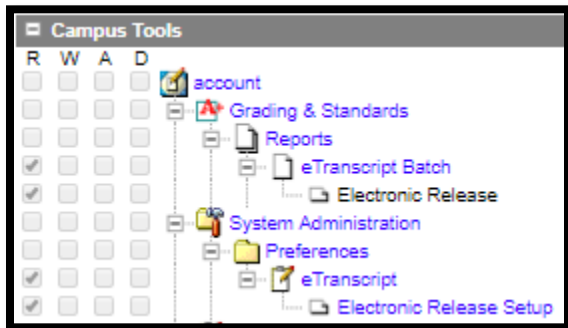 Campus Tools
R W A D
account
Grading & Standards
Reports
eTranscript Batch
Electronic Release
System Administration
Preferences
eTranscript
Electronic Release Setup